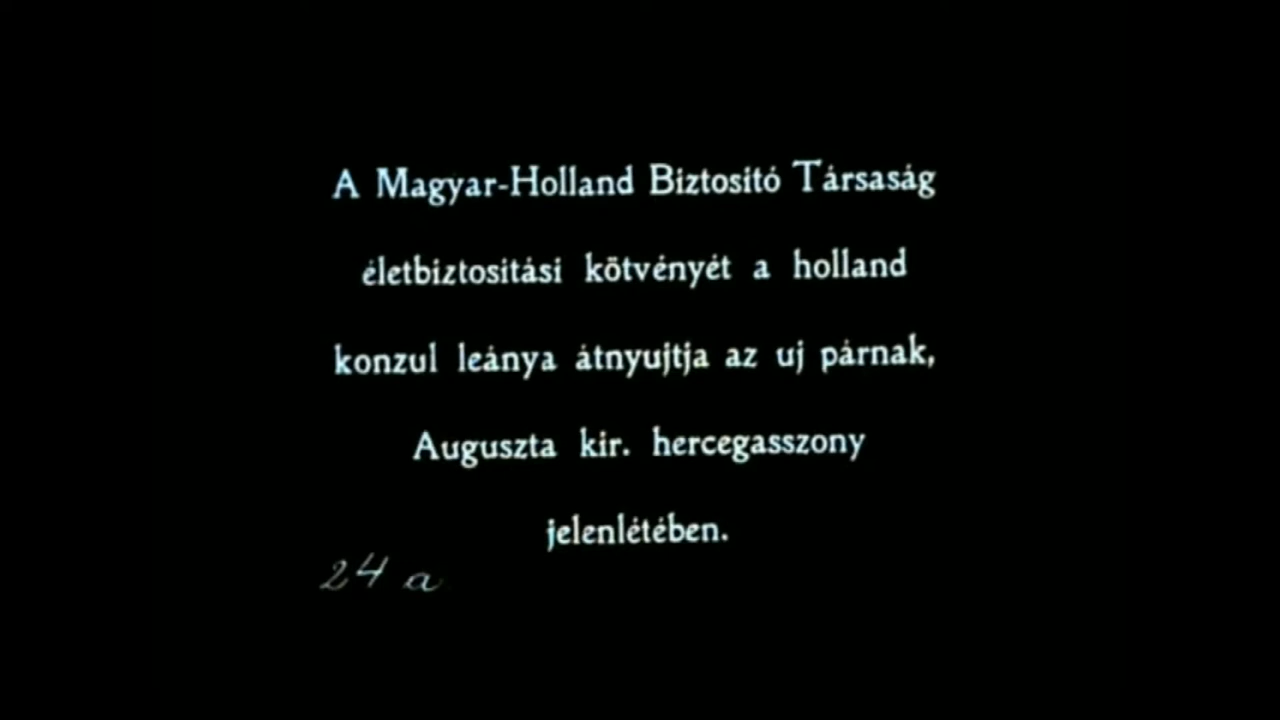 A Magyar-Holland Biztositó Társaság
életbiztositási kötvényét a holland
konzul leánya átnyujtja az uj párnak,
Auguszta kir. hercegasszony
jelenlétében.
24 a